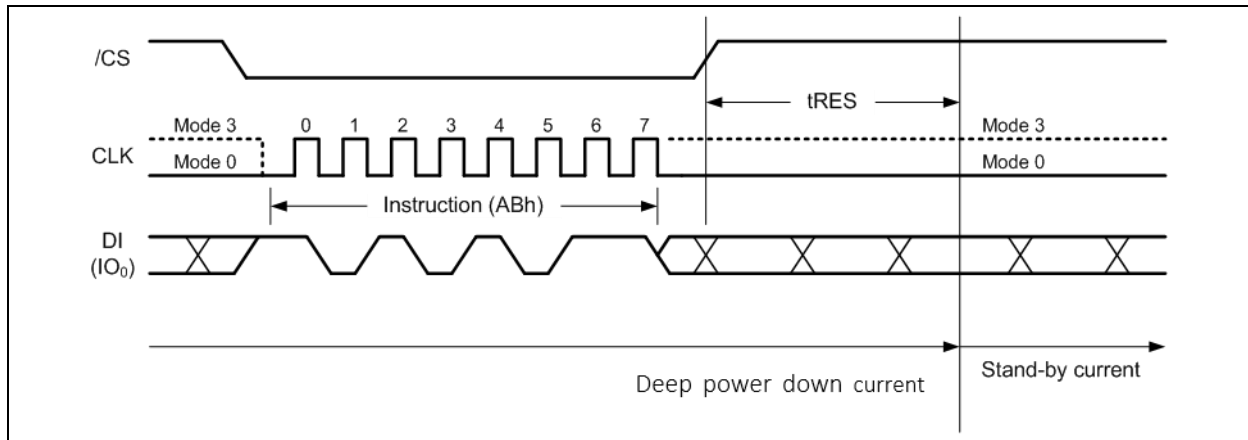 /CS
tRES
Mode 3 0 1 2 3 4 5 6 7 Mode 3
CLK
Mode 0 Mode 0
Instruction (ABh)
DI
(IO₀)
Deep power down current
Stand-by current